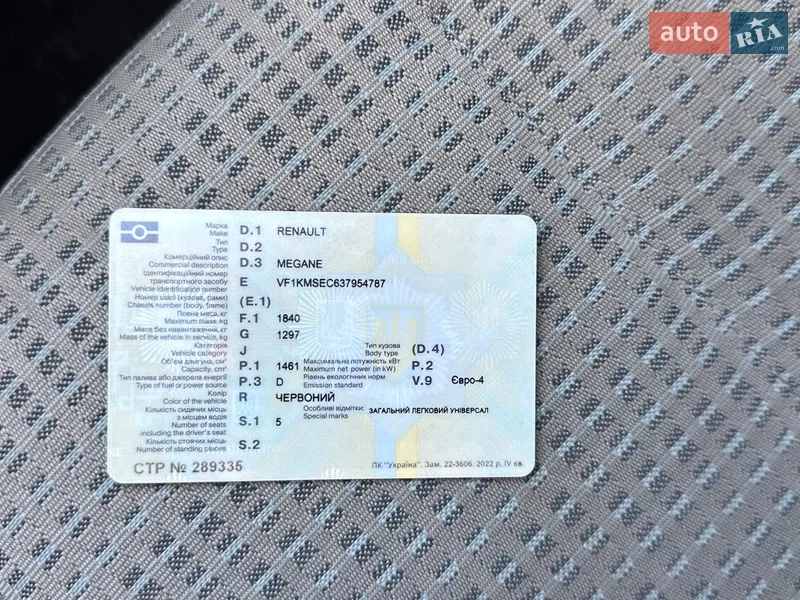 auto RIA .com
Марка
Make D.1 RENAULT
Тип
Type D.2
Комерційний опис
Commercial description D.3 MEGANE
Ідентифікаційний номер
транспортного засобу
Vehicle identification number E VF1KMSEC637954787
Номер шасі (кузова, рами)
Chassis number (body, frame) (E.1)
Повна маса, кг
Maximum mass, kg F.1 1840
Маса без навантаження, кг
Mass of the vehicle in service, kg G 1297
Категорія
Vehicle category J
Тип кузова
Body type (D.4)
Об'єм двигуна, см³
Capacity, cm³ P.1 1461
Максимальна потужність кВт
Maximum net power (in kW) P.2
Тип палива або джерела енергії
Type of fuel or power source P.3 D
Рівень екологічних норм
Emission standard V.9 Євро-4
Колір
Color of the vehicle R ЧЕРВОНИЙ
Особливі відмітки:
Special marks ЗАГАЛЬНИЙ ЛЕГКОВИЙ УНІВЕРСАЛ
Кількість сидячих місць
з місцем водія
Number of seats
including the driver's seat S.1 5
Кількість стоячих місць
Number of standing places S.2
СТР № 289335
ПК "Україна". Зам. 22-3606. 2022 р. IV кв.